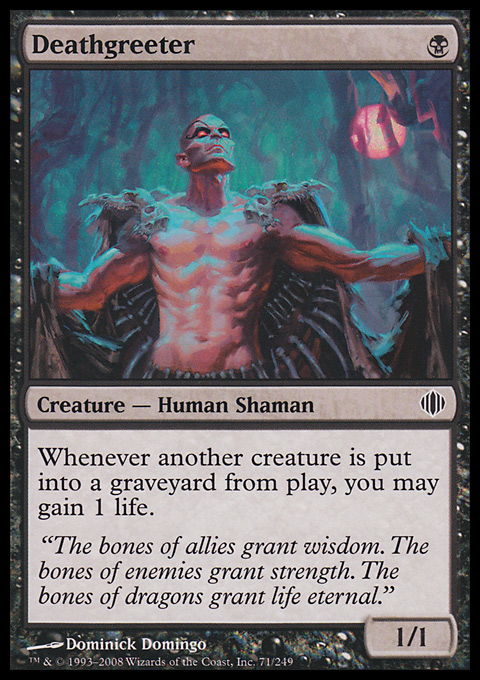 Deathgreeter
Creature — Human Shaman
Whenever another creature is put
into a graveyard from play, you may
gain 1 life.
“The bones of allies grant wisdom. The
bones of enemies grant strength. The
bones of dragons grant life eternal.”
Dominick Domingo
1/1
™ & © 1993–2008 Wizards of the Coast, Inc. 71/249